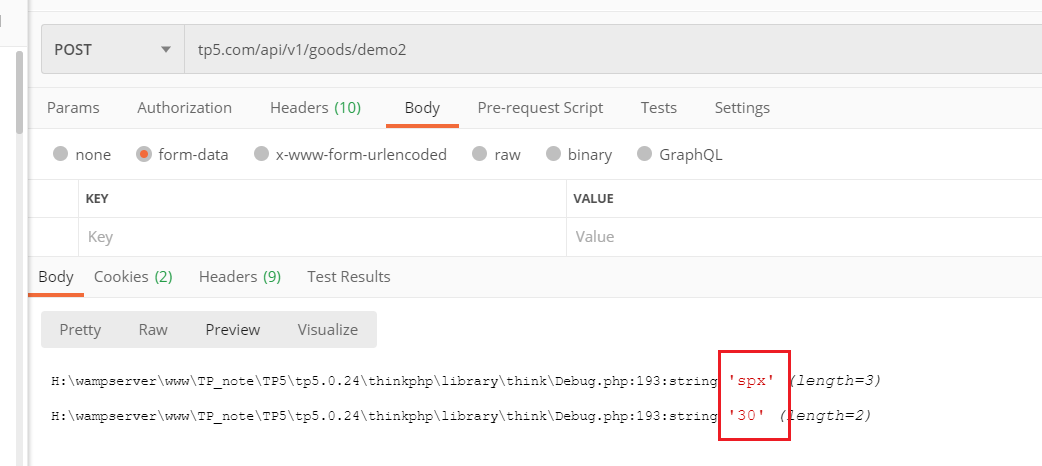 POST tp5.com/api/v1/goods/demo2
Params Authorization Headers (10) Body Pre-request Script Tests Settings
none form-data x-www-form-urlencoded raw binary GraphQL
KEY VALUE
Key Value
Body Cookies (2) Headers (9) Test Results
Pretty Raw Preview Visualize
H:\wampserver\www\TP_note\TP5\tp5.0.24\thinkphp\library\think\Debug.php:193:string 'spx' (length=3)
H:\wampserver\www\TP_note\TP5\tp5.0.24\thinkphp\library\think\Debug.php:193:string '30' (length=2)